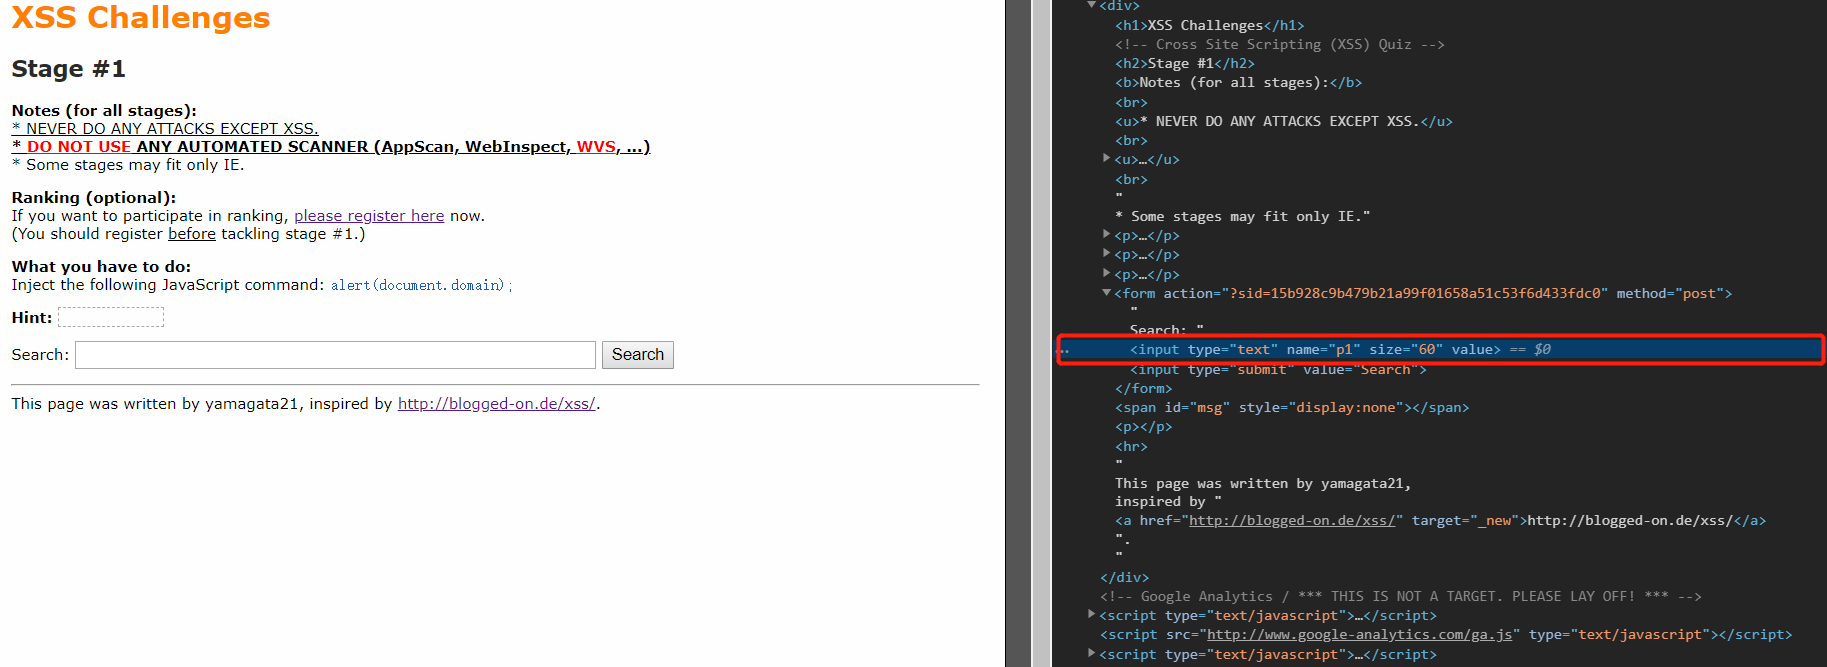 XSS Challenges
Stage #1
Notes (for all stages):
* NEVER DO ANY ATTACKS EXCEPT XSS.
* DO NOT USE ANY AUTOMATED SCANNER (AppScan, WebInspect, WVS, ...)
* Some stages may fit only IE.
Ranking (optional):
If you want to participate in ranking, please register here now.
(You should register before tackling stage #1.)
What you have to do:
Inject the following JavaScript command: alert(document.domain);
Hint:
Search: Search
This page was written by yamagata21, inspired by http://blogged-on.de/xss/.
<div>
<h1>XSS Challenges</h1>
<!-- Cross Site Scripting (XSS) Quiz -->
<h2>Stage #1</h2>
<b>Notes (for all stages):</b>
<br>
<u>* NEVER DO ANY ATTACKS EXCEPT XSS.</u>
<br>
<u>…</u>
<br>
"
* Some stages may fit only IE."
<p>…</p>
<p>…</p>
<p>…</p>
<form action="?sid=15b928c9b479b21a99f01658a51c53f6d433fdc0" method="post">
"
Search: "
<input type="text" name="p1" size="60" value> == $0
<input type="submit" value="Search">
</form>
<span id="msg" style="display:none"></span>
<p></p>
<hr>
"
This page was written by yamagata21,
inspired by "
<a href="http://blogged-on.de/xss/" target="_new">http://blogged-on.de/xss/</a>
".
"
</div>
<!-- Google Analytics / *** THIS IS NOT A TARGET. PLEASE LAY OFF! *** -->
<script type="text/javascript">…</script>
<script src="http://www.google-analytics.com/ga.js" type="text/javascript"></script>
<script type="text/javascript">…</script>